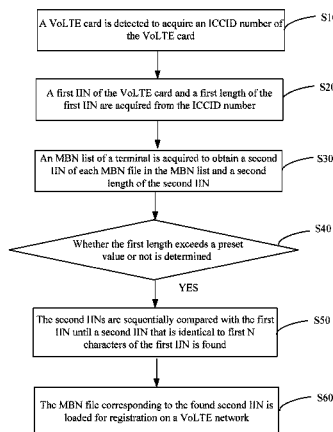 S10
A VoLTE card is detected to acquire an ICCID number of
the VoLTE card
S20
A first IIN of the VoLTE card and a first length of the
first IIN are acquired from the ICCID number
S30
An MBN list of a terminal is acquired to obtain a second
IIN of each MBN file in the MBN list and a second
length of the second IIN
S40
Whether the first length exceeds a preset
value or not is determined
YES
S50
The second IINs are sequentially compared with the first
IIN until a second IIN that is identical to first N
characters of the first IIN is found
S60
The MBN file corresponding to the found second IIN is
loaded for registration on a VoLTE network